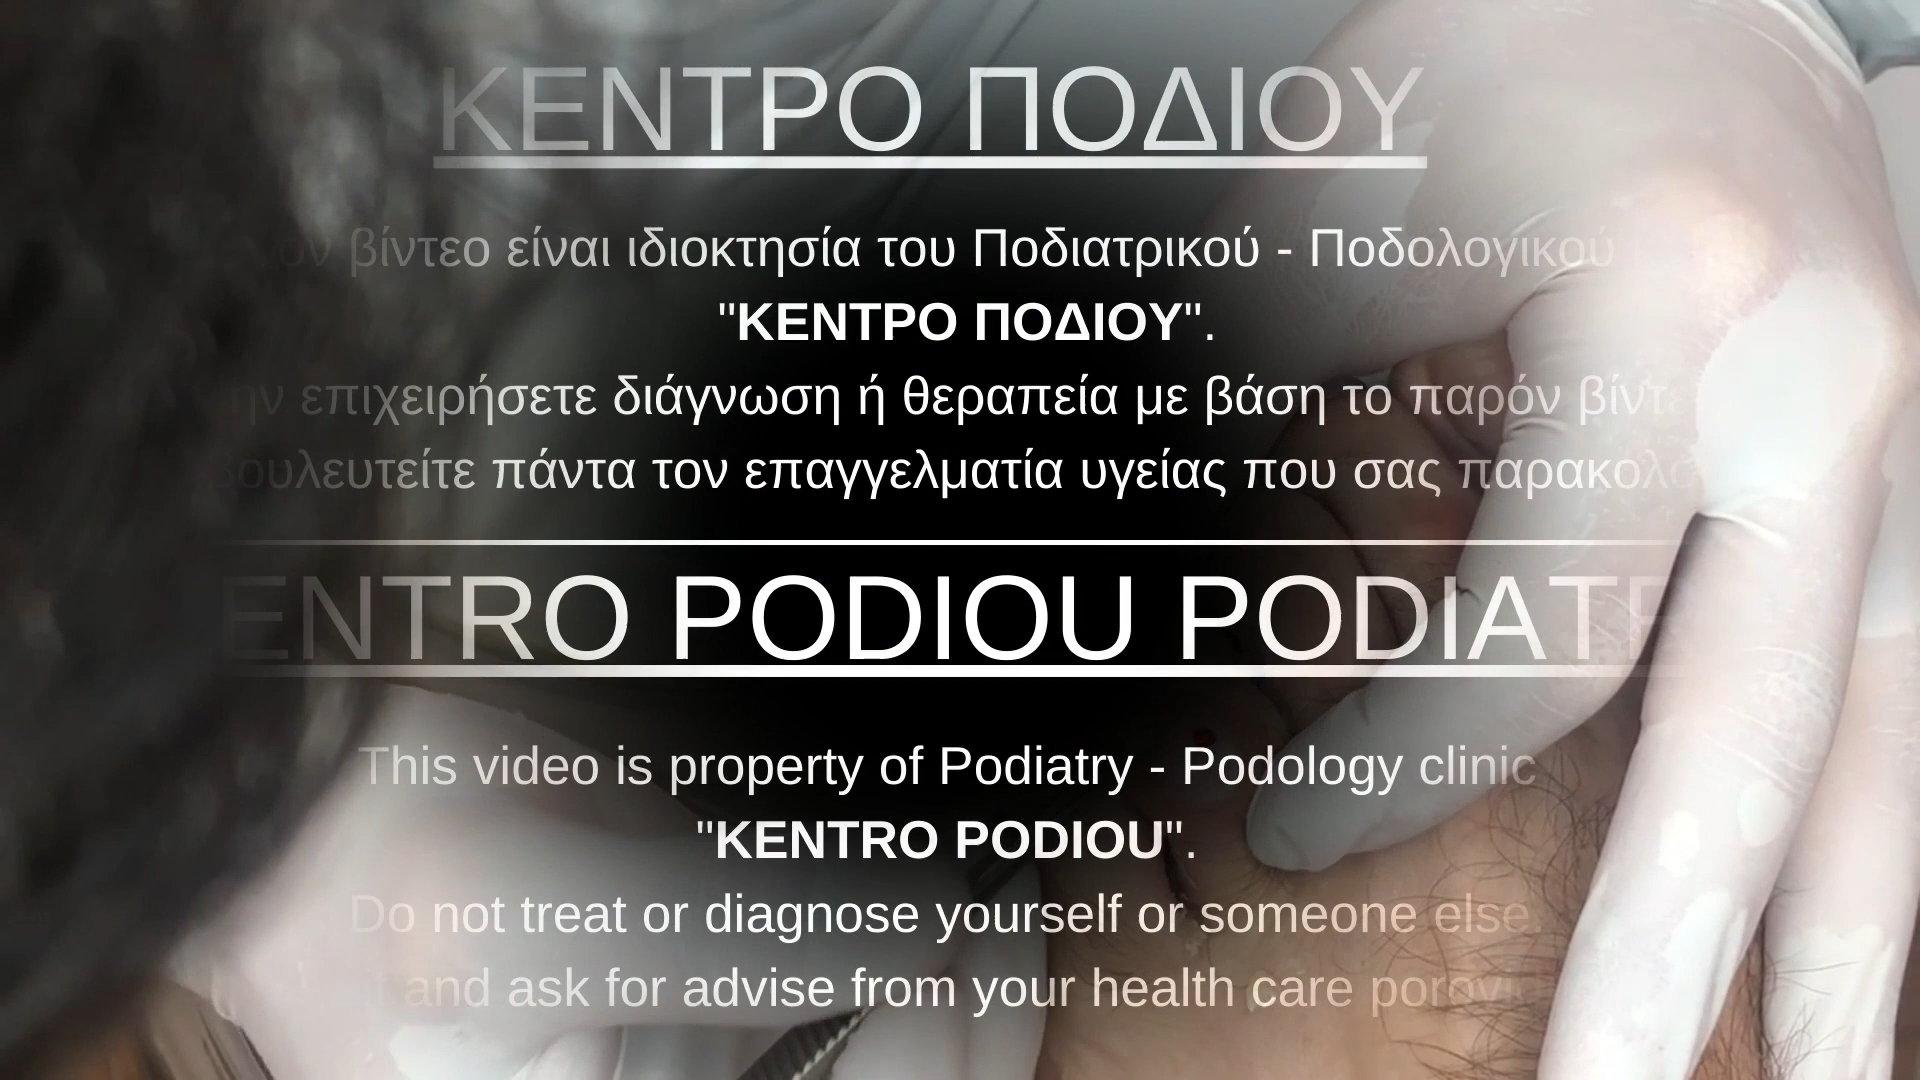 ΚΕΝΤΡΟ ΠΟΔΙΟΥ
βίντεο είναι ιδιοκτησία του Ποδιατρικού - Ποδολογικού
"ΚΕΝΤΡΟ ΠΟΔΙΟΥ".
επιχειρήσετε διάγνωση ή θεραπεία με βάση το παρόν
πάντα τον επαγγελματία υγείας που σας
PODIOU
This video is property of Podiatry - Podology clinic
"KENTRO PODIOU".
Do not treat or diagnose yourself or someone else.
and ask for advise from your health care